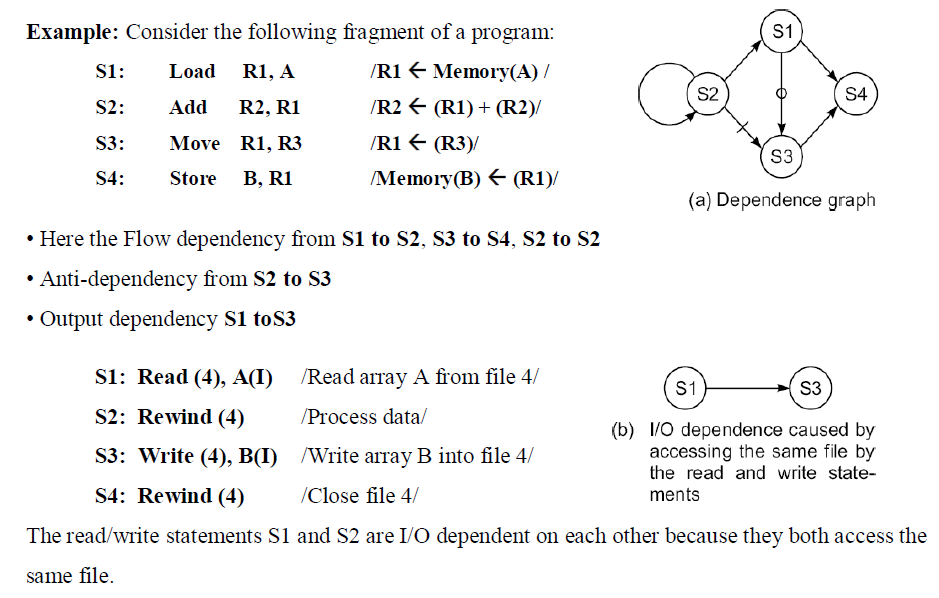 Example: Consider the following fragment of a program:
S1: Load R1, A /R1 ← Memory(A) /
S2: Add R2, R1 /R2 ← (R1) + (R2)/
S3: Move R1, R3 /R1 ← (R3)/
S4: Store B, R1 /Memory(B) ← (R1)/
S1
S2
S4
S3
(a) Dependence graph
• Here the Flow dependency from S1 to S2, S3 to S4, S2 to S2
• Anti-dependency from S2 to S3
• Output dependency S1 toS3
S1: Read (4), A(I) /Read array A from file 4/
S2: Rewind (4) /Process data/
S3: Write (4), B(I) /Write array B into file 4/
S4: Rewind (4) /Close file 4/
S1 S3
(b) I/O dependence caused by
accessing the same file by
the read and write state-
ments
The read/write statements S1 and S2 are I/O dependent on each other because they both access the
same file.